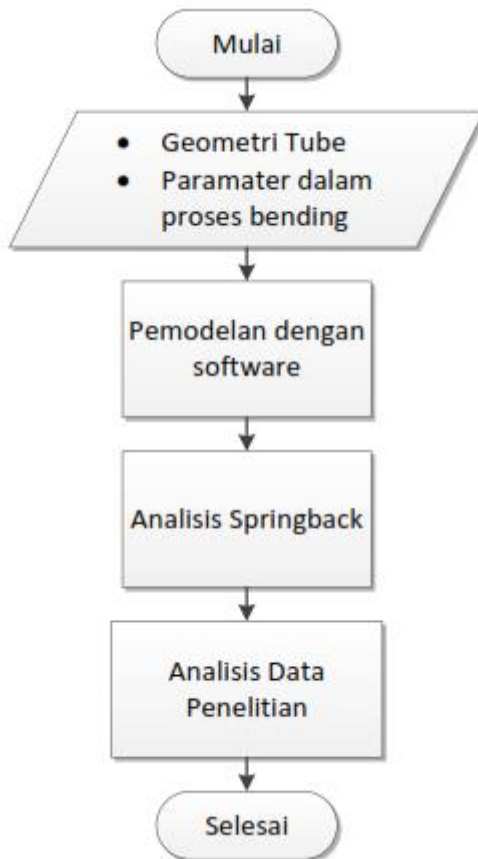 Mulai
• Geometri Tube
• Paramater dalam
proses bending
Pemodelan dengan
software
Analisis Springback
Analisis Data
Penelitian
Selesai